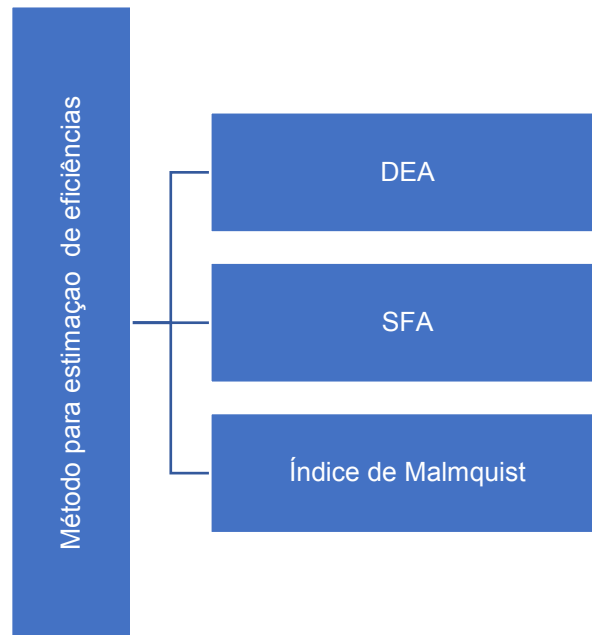 Método para estimaçao de eficiências
DEA
SFA
Índice de Malmquist